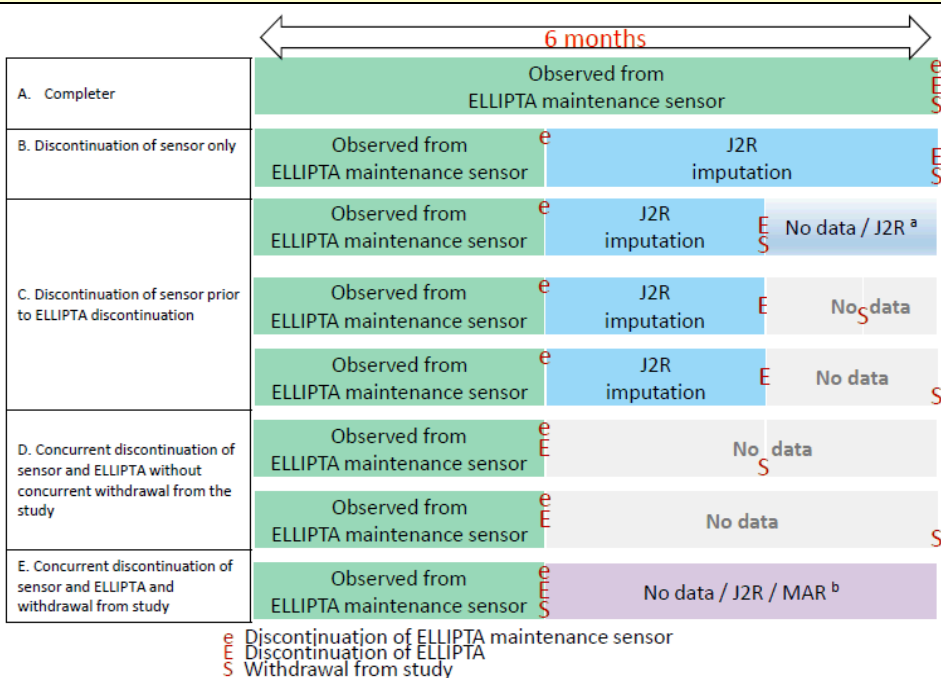 6 months
A. Completer
Observed from
ELLIPTA maintenance sensor
e
E
S
B. Discontinuation of sensor only
Observed from
ELLIPTA maintenance sensor
e
J2R
imputation
E
S
C. Discontinuation of sensor prior
to ELLIPTA discontinuation
Observed from
ELLIPTA maintenance sensor
e
J2R
imputation
E
S
No data / J2R a
Observed from
ELLIPTA maintenance sensor
e
J2R
imputation
E
No data
S
Observed from
ELLIPTA maintenance sensor
e
J2R
imputation
E
No data
S
D. Concurrent discontinuation of
sensor and ELLIPTA without
concurrent withdrawal from the
study
Observed from
ELLIPTA maintenance sensor
e
E
No data
S
Observed from
ELLIPTA maintenance sensor
e
E
No data
S
E. Concurrent discontinuation of
sensor and ELLIPTA and
withdrawal from study
Observed from
ELLIPTA maintenance sensor
e
E
S
No data / J2R / MAR b
e Discontinuation of ELLIPTA maintenance sensor
E Discontinuation of ELLIPTA
S Withdrawal from study